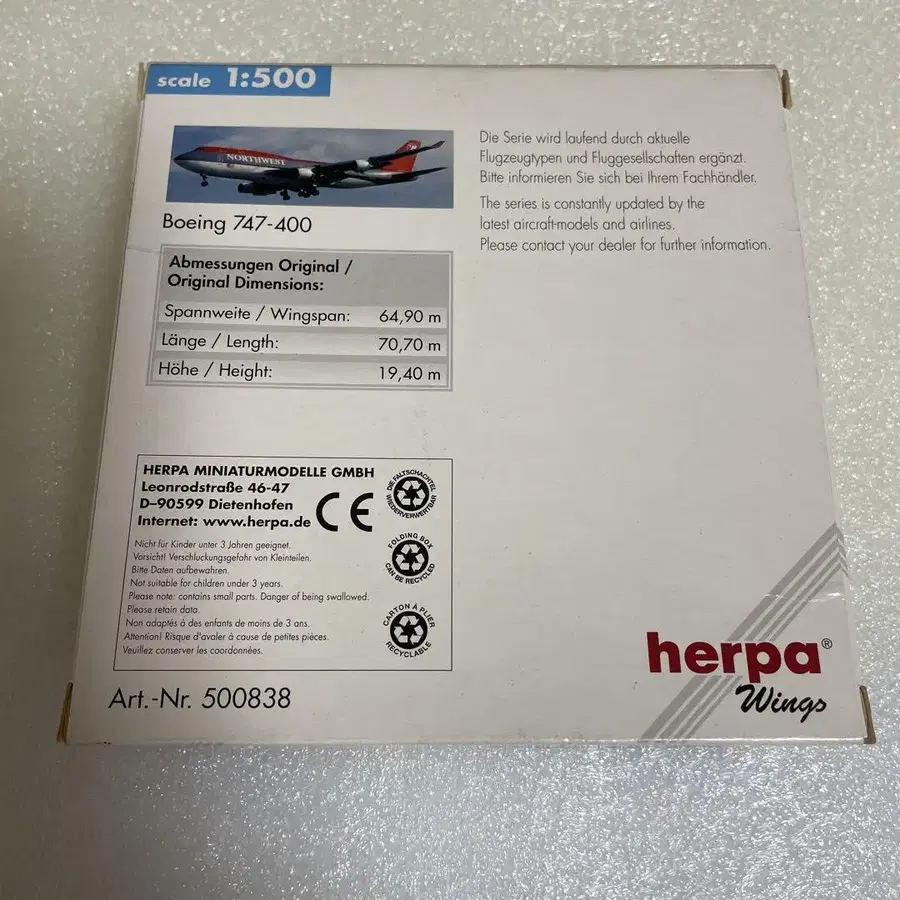 scale 1:500
NORTHWEST
Boeing 747-400
Abmessungen Original /
Original Dimensions:
Spannweite / Wingspan: 64,90 m
Länge / Length: 70,70 m
Höhe / Height: 19,40 m
Die Serie wird laufend durch aktuelle
Flugzeugtypen und Fluggesellschaften ergänzt.
Bitte informieren Sie sich bei Ihrem Fachhändler.
The series is constantly updated by the
latest aircraft-models and airlines.
Please contact your dealer for further information.
HERPA MINIATURMODELLE GMBH
Leonrodstraße 46-47
D-90599 Dietenhofen
Internet: www.herpa.de
CE
DIE FALTSCHACHTEL
WIEDERVERWERTBAR
FOLDING BOX
CAN BE RECYCLED
CARTON À PLIER
RECYCLABLE
Nicht für Kinder unter 3 Jahren geeignet.
Vorsicht! Verschluckungsgefahr von Kleinteilen.
Bitte Daten aufbewahren.
Not suitable for children under 3 years.
Please note: contains small parts. Danger of being swallowed.
Please retain data.
Non adaptés à des enfants de moins de 3 ans.
Attention! Risque d'avaler à cause de petites pièces.
Veuillez conserver les coordonnées.
Art.-Nr. 500838
herpa®
Wings